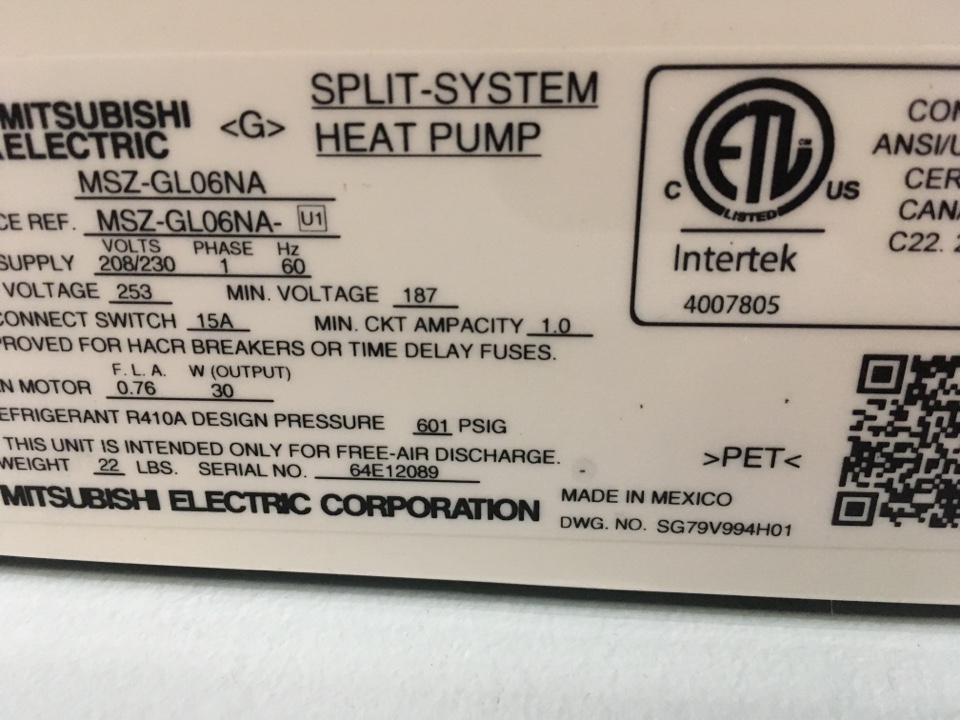 MITSUBISHI
ELECTRIC
<G>
SPLIT-SYSTEM
HEAT PUMP
MSZ-GL06NA
CE REF. MSZ-GL06NA- U1
VOLTS PHASE Hz
SUPPLY 208/230 1 60
VOLTAGE 253 MIN. VOLTAGE 187
CONNECT SWITCH 15A MIN. CKT AMPACITY 1.0
PROVED FOR HACR BREAKERS OR TIME DELAY FUSES.
F. L. A. W (OUTPUT)
N MOTOR 0.76 30
EFRIGERANT R410A DESIGN PRESSURE 601 PSIG
THIS UNIT IS INTENDED ONLY FOR FREE-AIR DISCHARGE.
WEIGHT 22 LBS. SERIAL NO. 64E12089
MITSUBISHI ELECTRIC CORPORATION
C ETL CM US
LISTED
Intertek
4007805
CON
ANSI/U
CER
CANA
C22. 2
>PET<
MADE IN MEXICO
DWG. NO. SG79V994H01